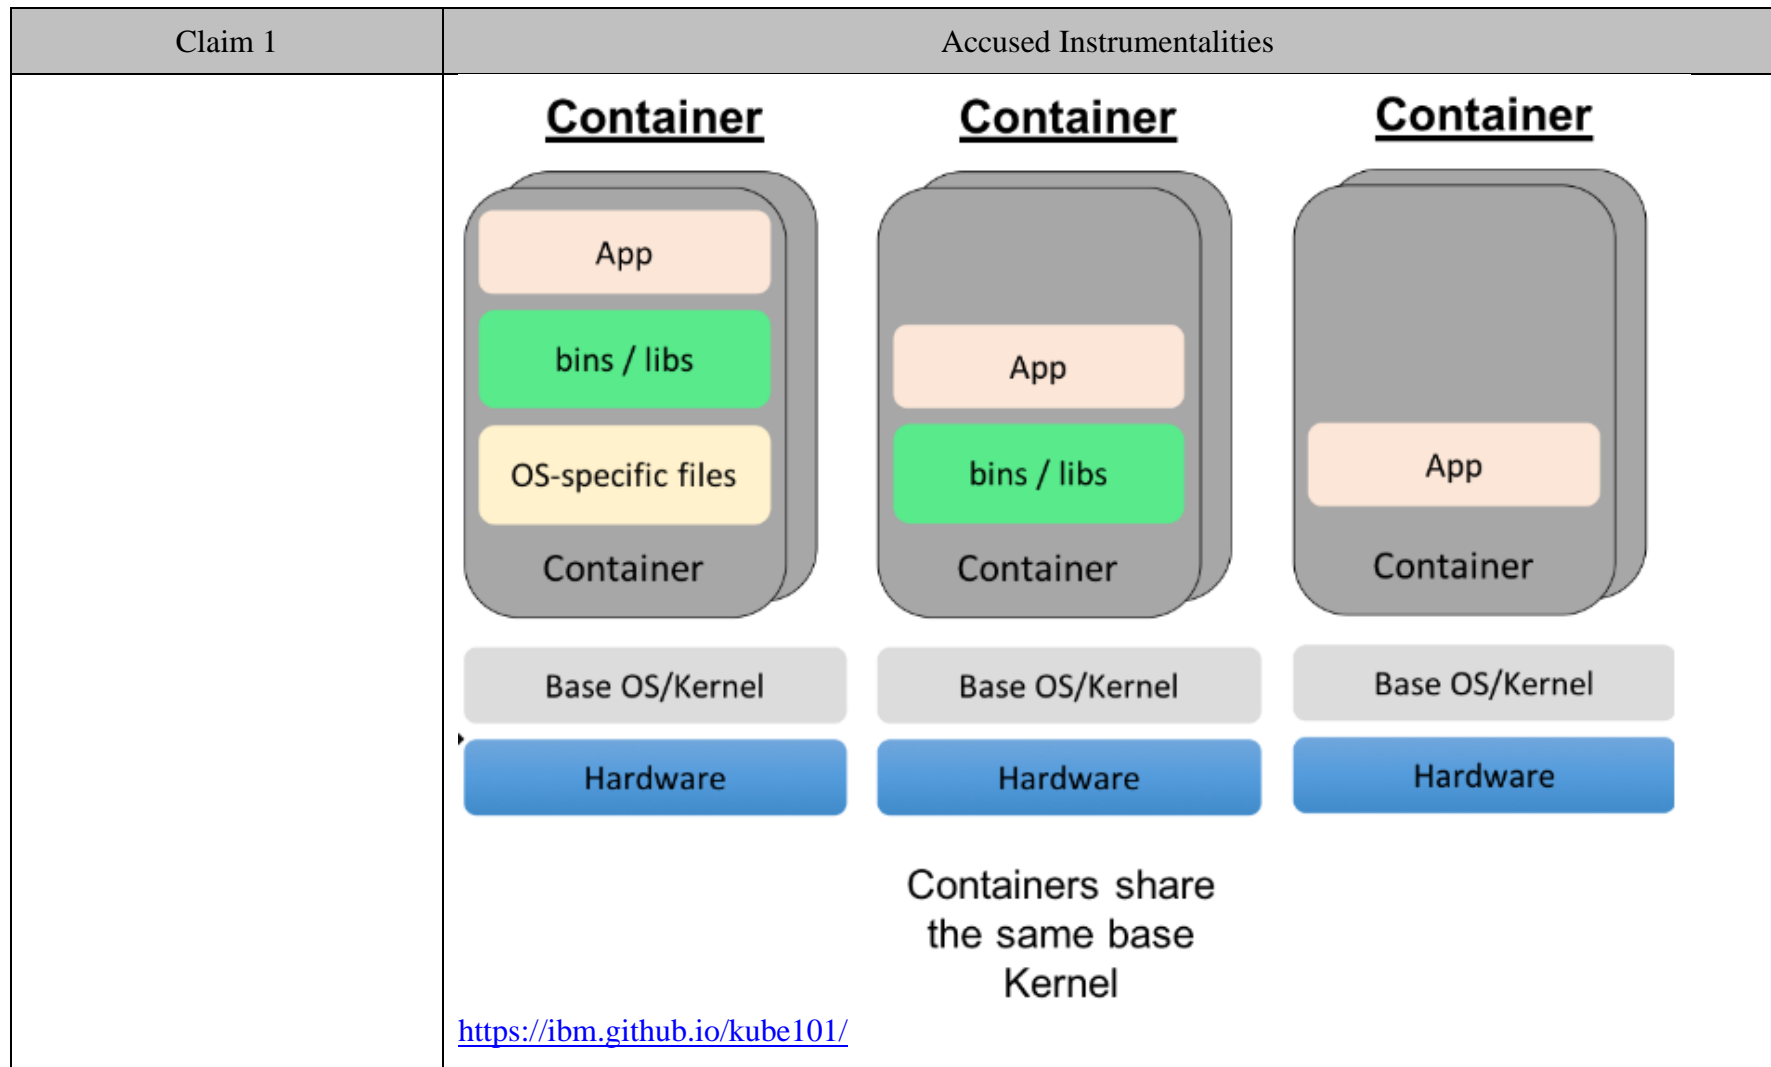 Claim 1
Accused Instrumentalities
Container
App
bins / libs
OS-specific files
Container
Base OS/Kernel
Hardware
Container
App
bins / libs
Container
Base OS/Kernel
Hardware
Containers share
the same base
Kernel
Container
App
Container
Base OS/Kernel
Hardware
https://ibm.github.io/kube101/